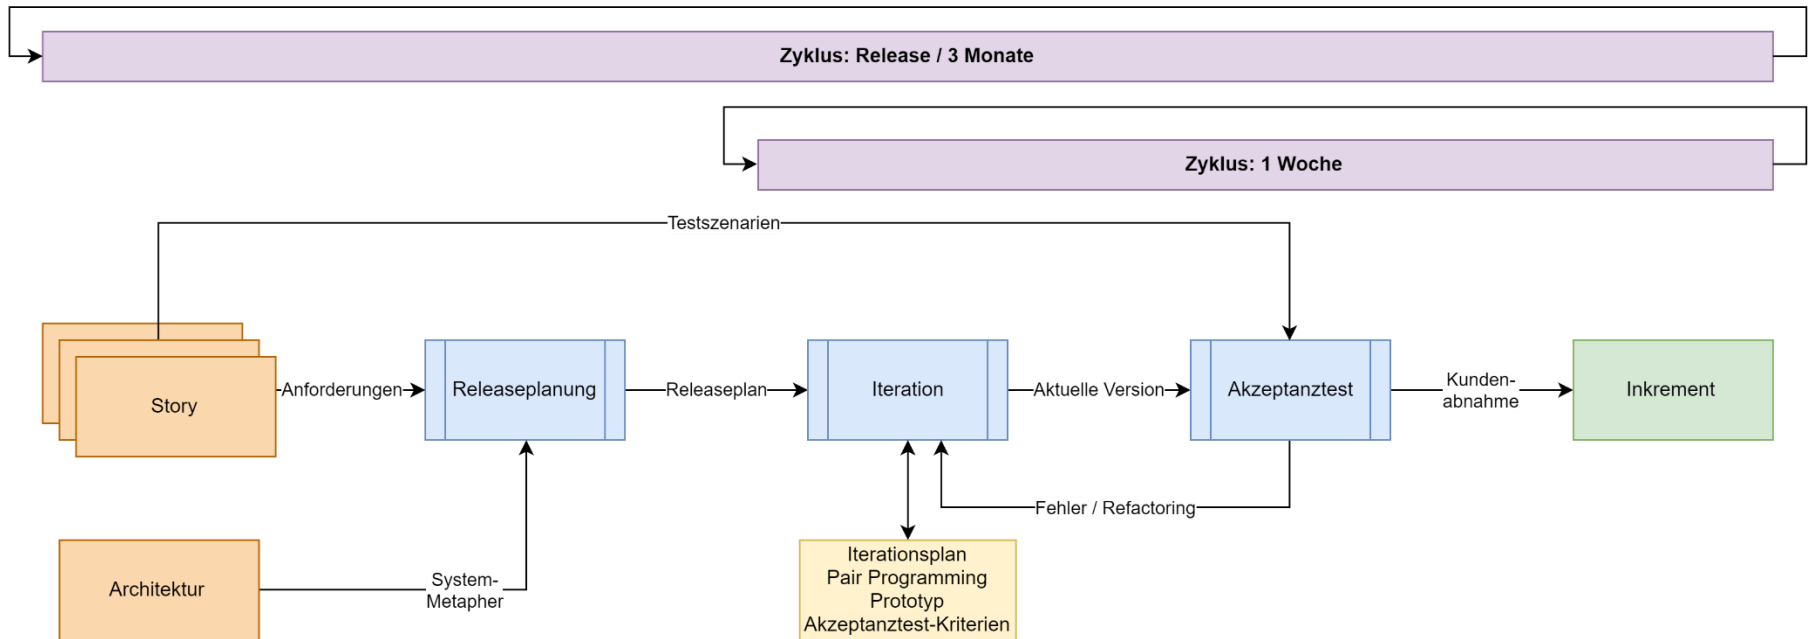 Zyklus: Release / 3 Monate
Zyklus: 1 Woche
Testszenarien
Story
Anforderungen
Releaseplanung
Releaseplan
Iteration
Aktuelle Version
Akzeptanztest
Kunden-
abnahme
Inkrement
Fehler / Refactoring
Architektur
System-
Metapher
Iterationsplan
Pair Programming
Prototyp
Akzeptanztest-Kriterien